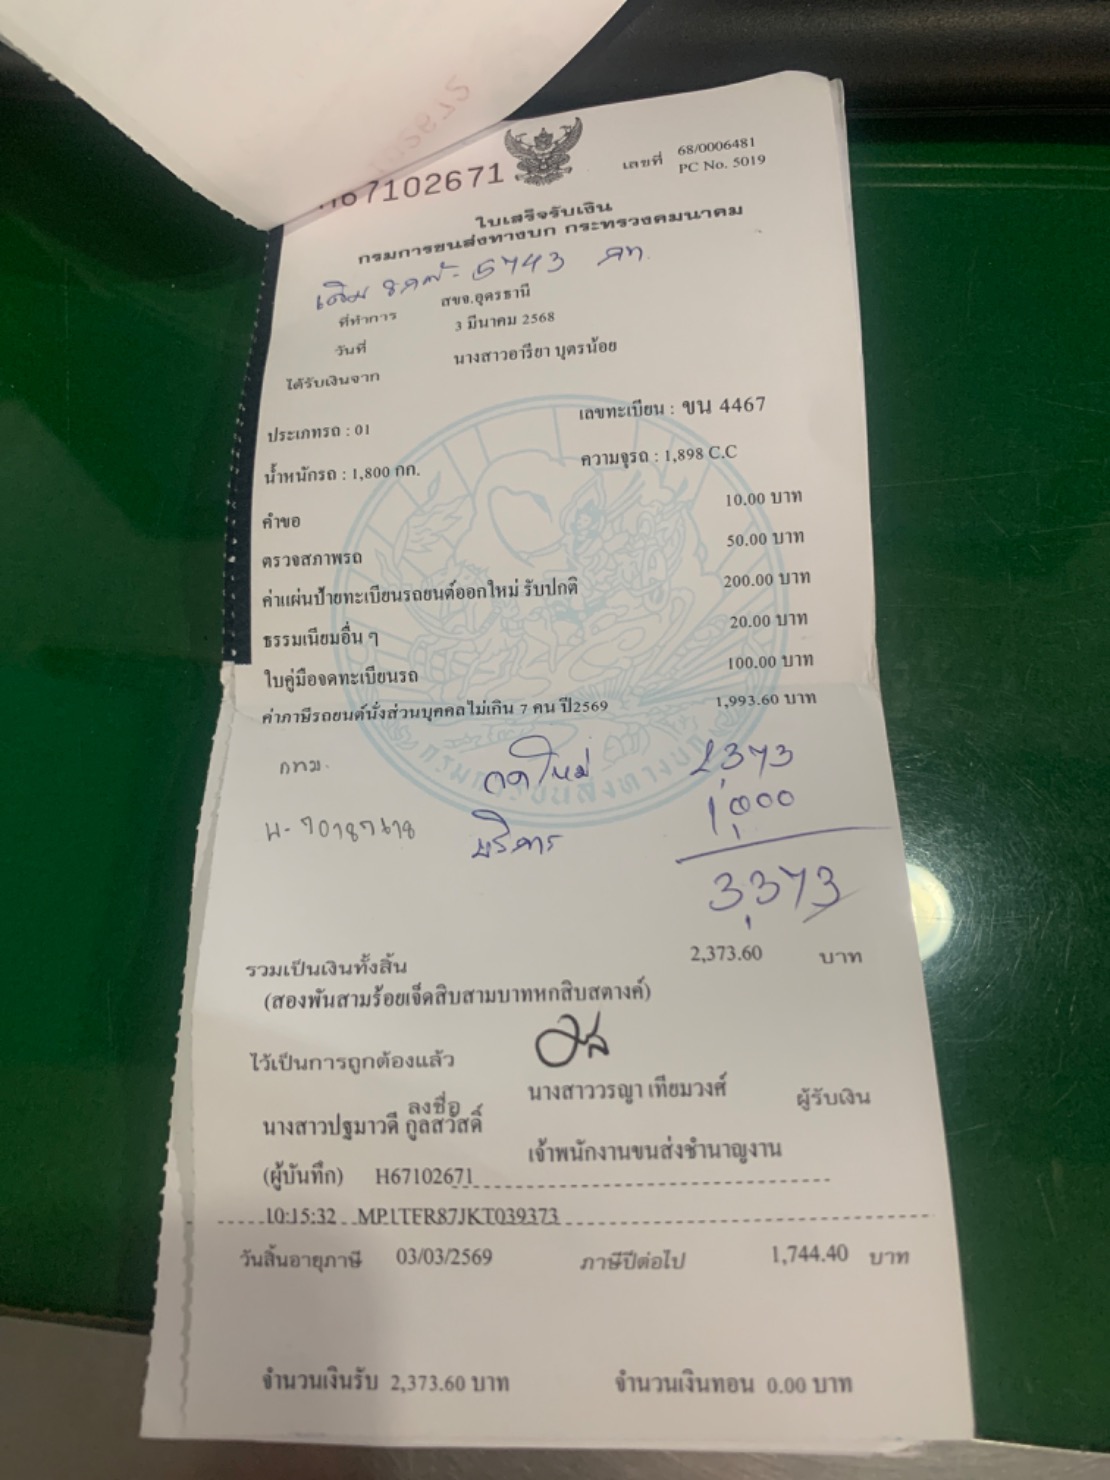 67102671
เลขที่ 68/0006481
PC No. 5019
ใบเสร็จรับเงิน
กรมการขนส่งทางบก กระทรวงคมนาคม
เดิม 5743 กท.
ที่ทำการ สขจ.อุดรธานี
วันที่ 3 มีนาคม 2568
ได้รับเงินจาก นางสาวอารียา บุตรน้อย
ประเภทรถ : 01 เลขทะเบียน : ขน 4467
น้ำหนักรถ : 1,800 กก. ความจุรถ : 1,898 C.C
คำขอ 10.00 บาท
ตรวจสภาพรถ 50.00 บาท
ค่าแผ่นป้ายทะเบียนรถยนต์ออกใหม่ รับปกติ 200.00 บาท
ธรรมเนียมอื่น ๆ 20.00 บาท
ใบคู่มือจดทะเบียนรถ 100.00 บาท
ค่าภาษีรถยนต์นั่งส่วนบุคคลไม่เกิน 7 คน ปี2569 1,993.60 บาท
กทม. จดใหม่ 2,373
บริการ 1,000
3,373
รวมเป็นเงินทั้งสิ้น 2,373.60 บาท
(สองพันสามร้อยเจ็ดสิบสามบาทหกสิบสตางค์)
ไว้เป็นการถูกต้องแล้ว
ลงชื่อ นางสาววรญา เทียมวงศ์ ผู้รับเงิน
นางสาวปฐมาวดี กูลสวัสดิ์
เจ้าพนักงานขนส่งชำนาญงาน
(ผู้บันทึก) H67102671
10:15:32 MP1TFR87JKT039373
วันสิ้นอายุภาษี 03/03/2569 ภาษีปีต่อไป 1,744.40 บาท
จำนวนเงินรับ 2,373.60 บาท จำนวนเงินทอน 0.00 บาท